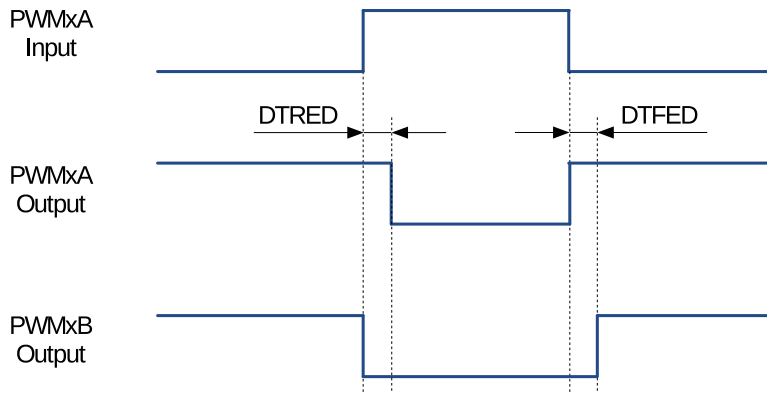 PWMxA
Input
DTRED
DTFED
PWMxA
Output
PWMxB
Output